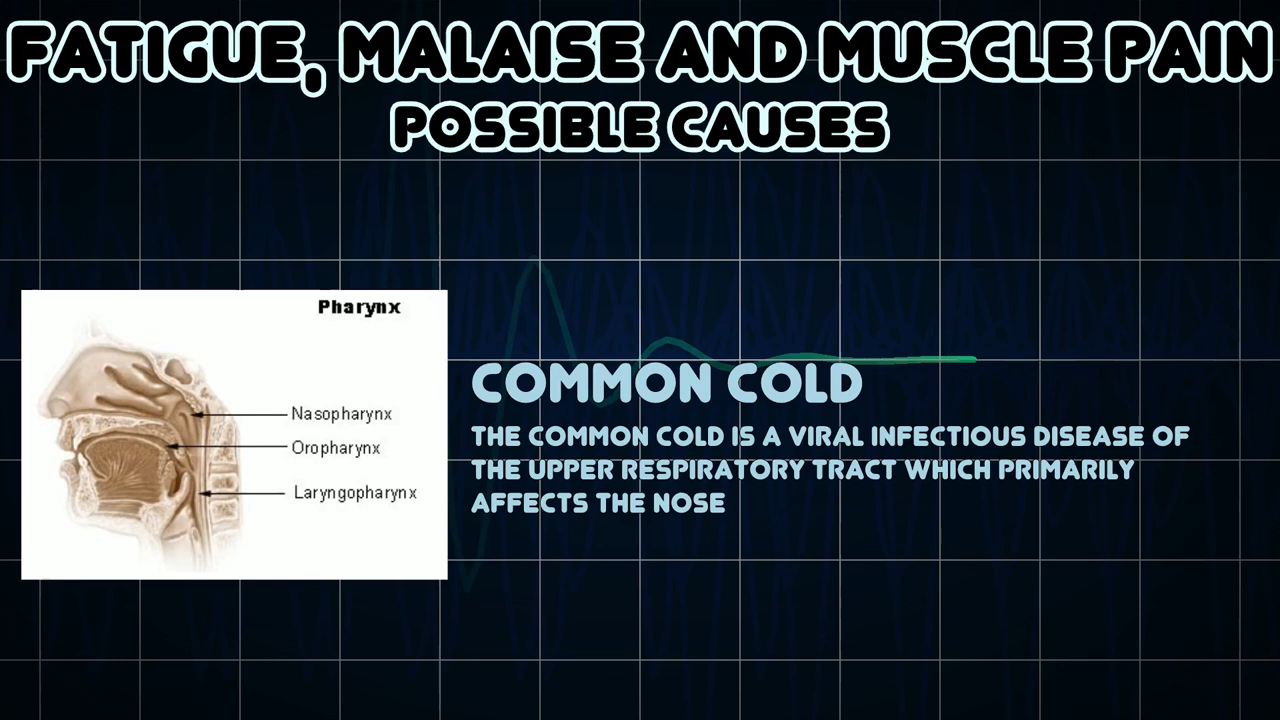 FATIGUE, MALAISE AND MUSCLE PAIN
POSSIBLE CAUSES
Pharynx
Nasopharynx
Oropharynx
Laryngopharynx
COMMON COLD
THE COMMON COLD IS A VIRAL INFECTIOUS DISEASE OF
THE UPPER RESPIRATORY TRACT WHICH PRIMARILY
AFFECTS THE NOSE